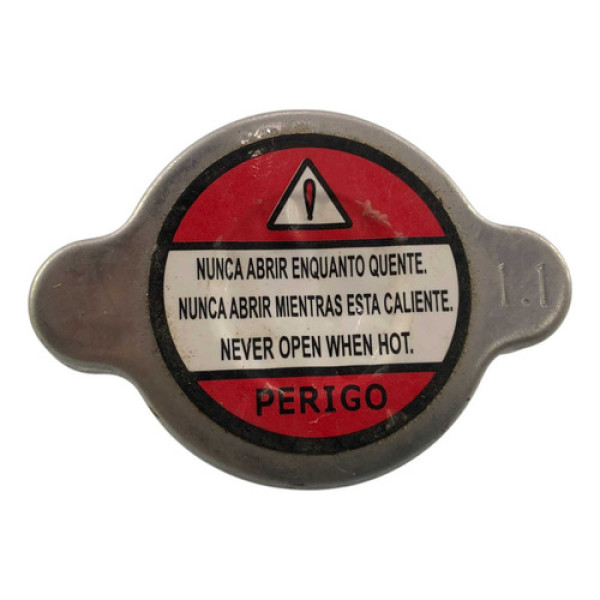 NUNCA ABRIR ENQUANTO QUENTE.
NUNCA ABRIR MIENTRAS ESTA CALIENTE.
1.1
NEVER OPEN WHEN HOT.
PERIGO